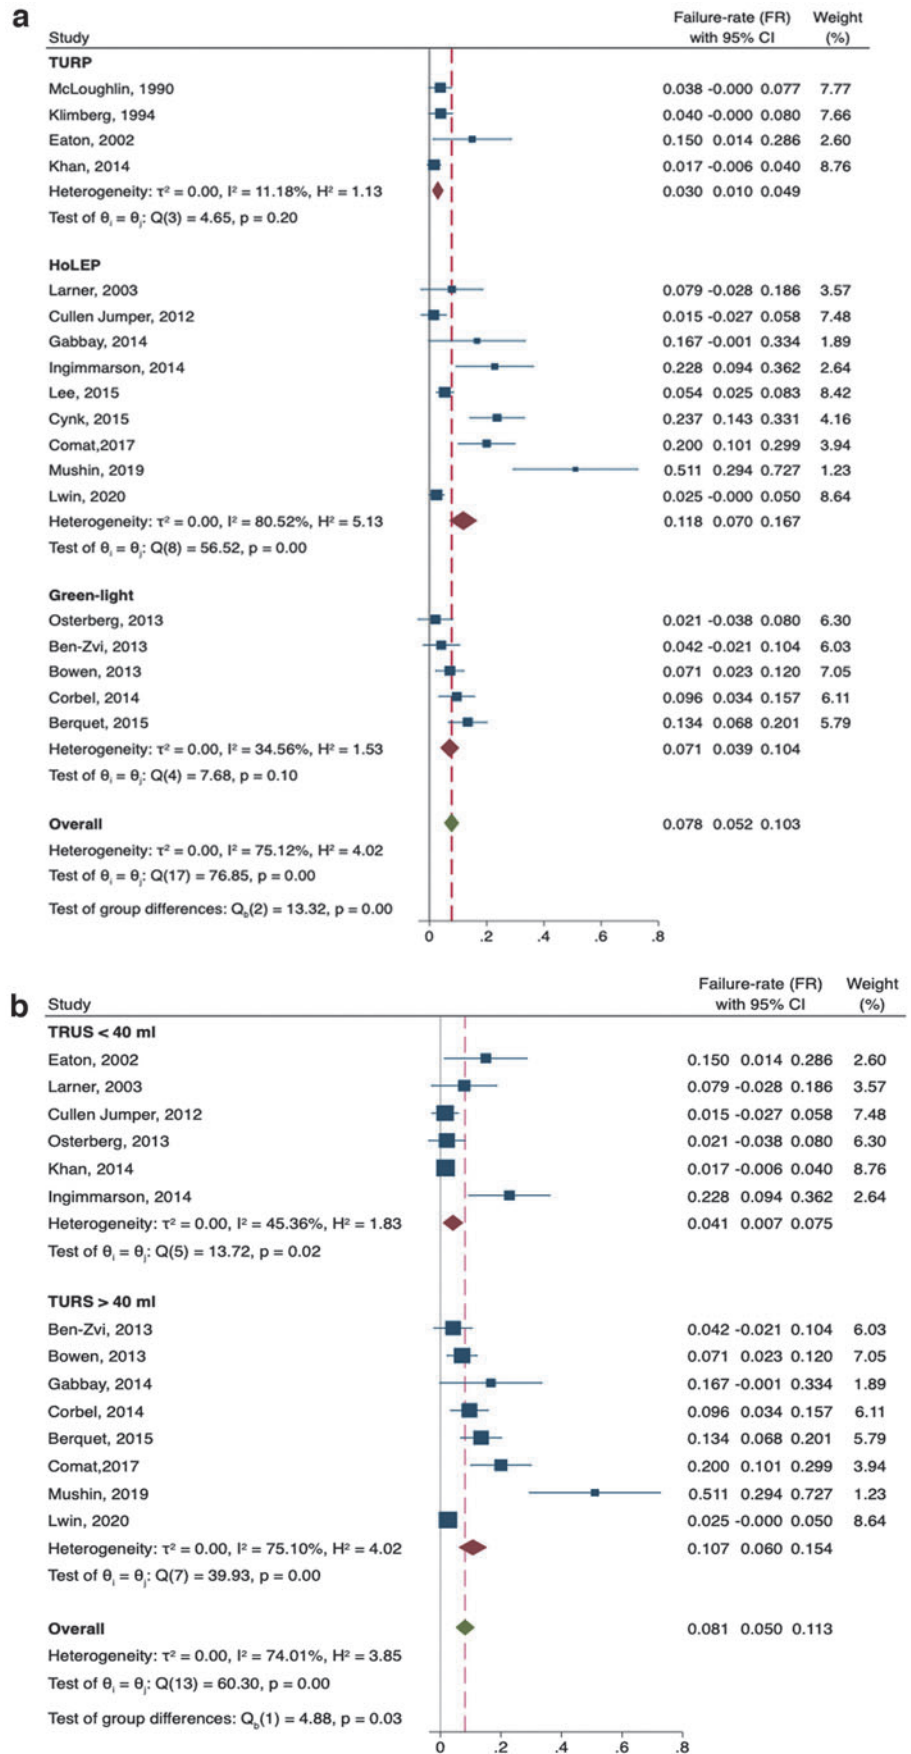 a
Failure-rate (FR) Weight
Study with 95% CI (%)
TURP
McLoughlin, 1990 0.038 -0.000 0.077 7.77
Klimberg, 1994 0.040 -0.000 0.080 7.66
Eaton, 2002 0.150 0.014 0.286 2.60
Khan, 2014 0.017 -0.006 0.040 8.76
Heterogeneity: τ² = 0.00, I² = 11.18%, H² = 1.13 0.030 0.010 0.049
Test of θᵢ = θⱼ: Q(3) = 4.65, p = 0.20
HoLEP
Larner, 2003 0.079 -0.028 0.186 3.57
Cullen Jumper, 2012 0.015 -0.027 0.058 7.48
Gabbay, 2014 0.167 -0.001 0.334 1.89
Ingimmarson, 2014 0.228 0.094 0.362 2.64
Lee, 2015 0.054 0.025 0.083 8.42
Cynk, 2015 0.237 0.143 0.331 4.16
Comat,2017 0.200 0.101 0.299 3.94
Mushin, 2019 0.511 0.294 0.727 1.23
Lwin, 2020 0.025 -0.000 0.050 8.64
Heterogeneity: τ² = 0.00, I² = 80.52%, H² = 5.13 0.118 0.070 0.167
Test of θᵢ = θⱼ: Q(8) = 56.52, p = 0.00
Green-light
Osterberg, 2013 0.021 -0.038 0.080 6.30
Ben-Zvi, 2013 0.042 -0.021 0.104 6.03
Bowen, 2013 0.071 0.023 0.120 7.05
Corbel, 2014 0.096 0.034 0.157 6.11
Berquet, 2015 0.134 0.068 0.201 5.79
Heterogeneity: τ² = 0.00, I² = 34.56%, H² = 1.53 0.071 0.039 0.104
Test of θᵢ = θⱼ: Q(4) = 7.68, p = 0.10
Overall 0.078 0.052 0.103
Heterogeneity: τ² = 0.00, I² = 75.12%, H² = 4.02
Test of θᵢ = θⱼ: Q(17) = 76.85, p = 0.00
Test of group differences: Q_b(2) = 13.32, p = 0.00
0 .2 .4 .6 .8
b
Failure-rate (FR) Weight
Study with 95% CI (%)
TRUS < 40 ml
Eaton, 2002 0.150 0.014 0.286 2.60
Larner, 2003 0.079 -0.028 0.186 3.57
Cullen Jumper, 2012 0.015 -0.027 0.058 7.48
Osterberg, 2013 0.021 -0.038 0.080 6.30
Khan, 2014 0.017 -0.006 0.040 8.76
Ingimmarson, 2014 0.228 0.094 0.362 2.64
Heterogeneity: τ² = 0.00, I² = 45.36%, H² = 1.83 0.041 0.007 0.075
Test of θᵢ = θⱼ: Q(5) = 13.72, p = 0.02
TURS > 40 ml
Ben-Zvi, 2013 0.042 -0.021 0.104 6.03
Bowen, 2013 0.071 0.023 0.120 7.05
Gabbay, 2014 0.167 -0.001 0.334 1.89
Corbel, 2014 0.096 0.034 0.157 6.11
Berquet, 2015 0.134 0.068 0.201 5.79
Comat,2017 0.200 0.101 0.299 3.94
Mushin, 2019 0.511 0.294 0.727 1.23
Lwin, 2020 0.025 -0.000 0.050 8.64
Heterogeneity: τ² = 0.00, I² = 75.10%, H² = 4.02 0.107 0.060 0.154
Test of θᵢ = θⱼ: Q(7) = 39.93, p = 0.00
Overall 0.081 0.050 0.113
Heterogeneity: τ² = 0.00, I² = 74.01%, H² = 3.85
Test of θᵢ = θⱼ: Q(13) = 60.30, p = 0.00
Test of group differences: Q_b(1) = 4.88, p = 0.03
0 .2 .4 .6 .8